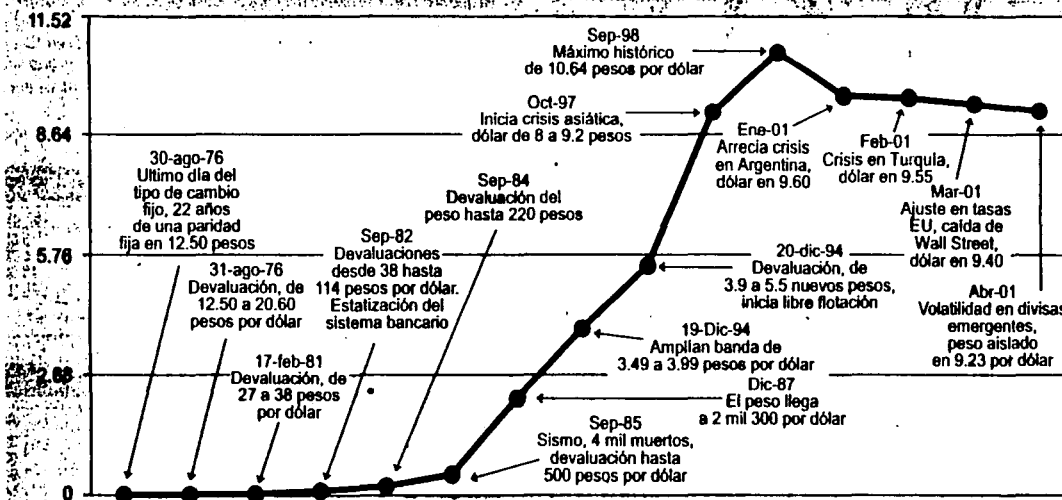 11.52
8.64
5.76
2.88
0
30-ago-76
Ultimo día del
tipo de cambio
fijo, 22 años
de una paridad
fija en 12.50 pesos
31-ago-76
Devaluación, de
12.50 a 20.60
pesos por dólar
17-feb-81
Devaluación, de
27 a 38 pesos
por dólar
Sep-82
Devaluaciones
desde 38 hasta
114 pesos por dólar.
Estatización del
sistema bancario
Sep-84
Devaluación del
peso hasta 220 pesos
Sep-85
Sismo, 4 mil muertos,
devaluación hasta
500 pesos por dólar
Dic-87
El peso llega
a 2 mil 300 por dólar
19-Dic-94
Amplian banda de
3.49 a 3.99 pesos por dólar
20-dic-94
Devaluación, de
3.9 a 5.5 nuevos pesos,
inicia libre flotación
Oct-97
Inicia crisis asiática,
dólar de 8 a 9.2 pesos
Sep-98
Máximo histórico
de 10.64 pesos por dólar
Ene-01
Arrecia crisis
en Argentina,
dólar en 9.60
Feb-01
Crisis en Turquía,
dólar en 9.55
Mar-01
Ajuste en tasas
EU, caída de
Wall Street,
dólar en 9.40
Abr-01
Volatilidad en divisas
emergentes,
peso aislado
en 9.23 por dólar